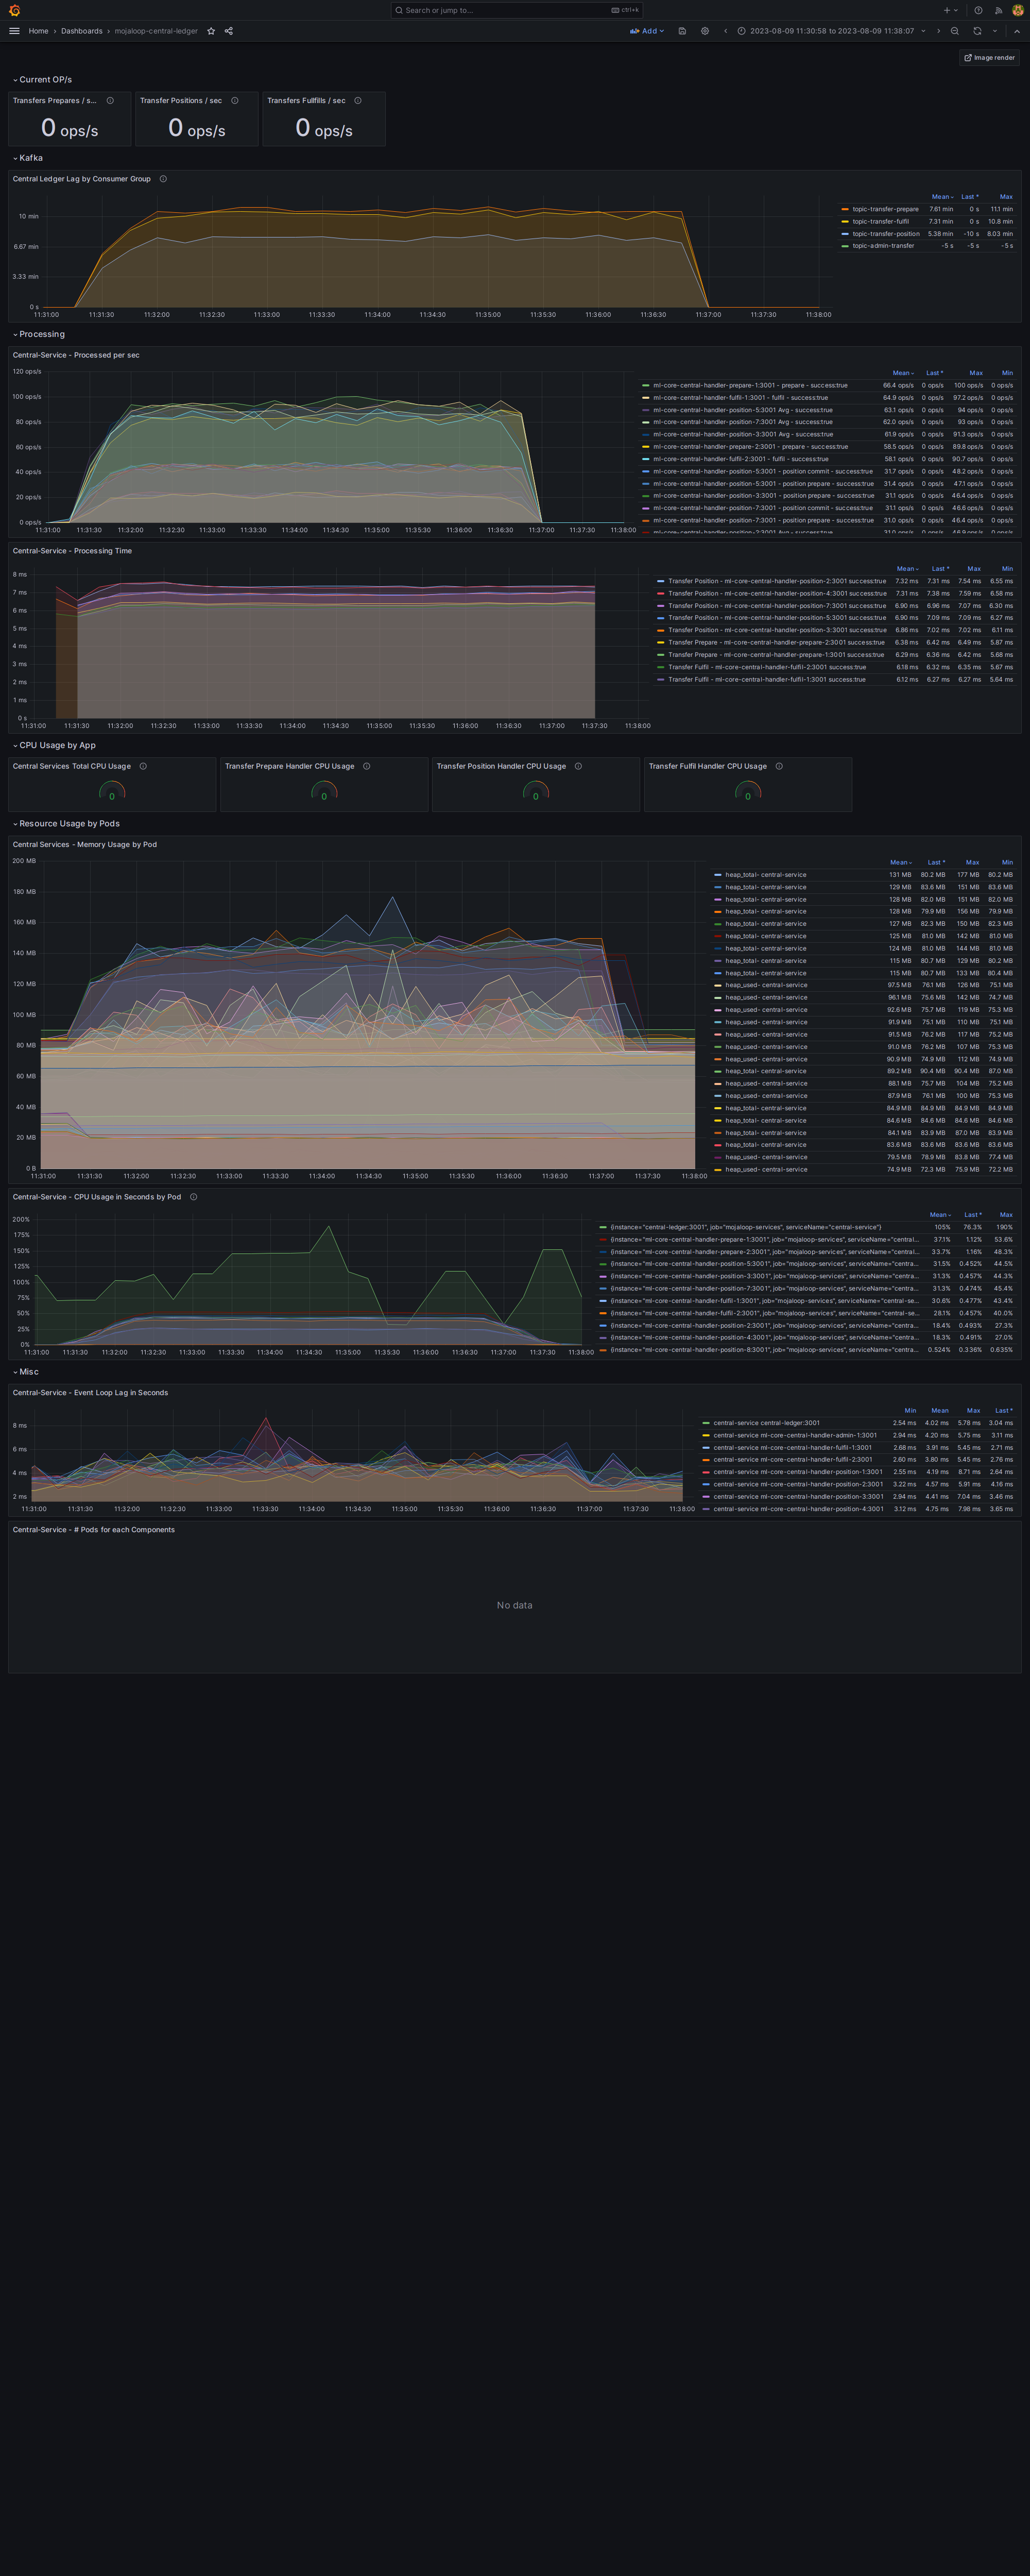 Search or jump to...
ctrl+k
Home › Dashboards › mojaloop-central-ledger
Add
2023-08-09 11:30:58 to 2023-08-09 11:38:07
Image render
Current OP/s
Transfers Prepares / s...
0 ops/s
Transfer Positions / sec
0 ops/s
Transfers Fullfills / sec
0 ops/s
Kafka
Central Ledger Lag by Consumer Group
10 min
6.67 min
3.33 min
0 s
11:31:00 11:31:30 11:32:00 11:32:30 11:33:00 11:33:30 11:34:00 11:34:30 11:35:00 11:35:30 11:36:00 11:36:30 11:37:00 11:37:30 11:38:00
Mean Last * Max
topic-transfer-prepare 7.61 min 0 s 11.1 min
topic-transfer-fulfil 7.31 min 0 s 10.8 min
topic-transfer-position 5.38 min -10 s 8.03 min
topic-admin-transfer -5 s -5 s -5 s
Processing
Central-Service - Processed per sec
120 ops/s
100 ops/s
80 ops/s
60 ops/s
40 ops/s
20 ops/s
0 ops/s
11:31:00 11:31:30 11:32:00 11:32:30 11:33:00 11:33:30 11:34:00 11:34:30 11:35:00 11:35:30 11:36:00 11:36:30 11:37:00 11:37:30 11:38:00
Mean Last * Max Min
ml-core-central-handler-prepare-1:3001 - prepare - success:true 66.4 ops/s 0 ops/s 100 ops/s 0 ops/s
ml-core-central-handler-fulfil-1:3001 - fulfil - success:true 64.9 ops/s 0 ops/s 97.2 ops/s 0 ops/s
ml-core-central-handler-position-5:3001 Avg - success:true 63.1 ops/s 0 ops/s 94 ops/s 0 ops/s
ml-core-central-handler-position-7:3001 Avg - success:true 62.0 ops/s 0 ops/s 93 ops/s 0 ops/s
ml-core-central-handler-position-3:3001 Avg - success:true 61.9 ops/s 0 ops/s 91.3 ops/s 0 ops/s
ml-core-central-handler-prepare-2:3001 - prepare - success:true 58.5 ops/s 0 ops/s 89.8 ops/s 0 ops/s
ml-core-central-handler-fulfil-2:3001 - fulfil - success:true 58.1 ops/s 0 ops/s 90.7 ops/s 0 ops/s
ml-core-central-handler-position-5:3001 - position commit - success:true 31.7 ops/s 0 ops/s 48.2 ops/s 0 ops/s
ml-core-central-handler-position-5:3001 - position prepare - success:true 31.4 ops/s 0 ops/s 47.1 ops/s 0 ops/s
ml-core-central-handler-position-3:3001 - position prepare - success:true 31.1 ops/s 0 ops/s 46.4 ops/s 0 ops/s
ml-core-central-handler-position-7:3001 - position commit - success:true 31.1 ops/s 0 ops/s 46.6 ops/s 0 ops/s
ml-core-central-handler-position-7:3001 - position prepare - success:true 31.0 ops/s 0 ops/s 46.4 ops/s 0 ops/s
Central-Service - Processing Time
8 ms
7 ms
6 ms
5 ms
4 ms
3 ms
2 ms
1 ms
0 s
11:31:00 11:31:30 11:32:00 11:32:30 11:33:00 11:33:30 11:34:00 11:34:30 11:35:00 11:35:30 11:36:00 11:36:30 11:37:00 11:37:30 11:38:00
Mean Last * Max Min
Transfer Position - ml-core-central-handler-position-2:3001 success:true 7.32 ms 7.31 ms 7.54 ms 6.55 ms
Transfer Position - ml-core-central-handler-position-4:3001 success:true 7.31 ms 7.38 ms 7.59 ms 6.58 ms
Transfer Position - ml-core-central-handler-position-7:3001 success:true 6.90 ms 6.96 ms 7.07 ms 6.30 ms
Transfer Position - ml-core-central-handler-position-5:3001 success:true 6.90 ms 7.09 ms 7.09 ms 6.27 ms
Transfer Position - ml-core-central-handler-position-3:3001 success:true 6.86 ms 7.02 ms 7.02 ms 6.11 ms
Transfer Prepare - ml-core-central-handler-prepare-2:3001 success:true 6.38 ms 6.42 ms 6.49 ms 5.87 ms
Transfer Prepare - ml-core-central-handler-prepare-1:3001 success:true 6.29 ms 6.36 ms 6.42 ms 5.68 ms
Transfer Fulfil - ml-core-central-handler-fulfil-2:3001 success:true 6.18 ms 6.32 ms 6.35 ms 5.67 ms
Transfer Fulfil - ml-core-central-handler-fulfil-1:3001 success:true 6.12 ms 6.27 ms 6.27 ms 5.64 ms
CPU Usage by App
Central Services Total CPU Usage
0
Transfer Prepare Handler CPU Usage
0
Transfer Position Handler CPU Usage
0
Transfer Fulfil Handler CPU Usage
0
Resource Usage by Pods
Central Services - Memory Usage by Pod
200 MB
180 MB
160 MB
140 MB
120 MB
100 MB
80 MB
60 MB
40 MB
20 MB
0 B
11:31:00 11:31:30 11:32:00 11:32:30 11:33:00 11:33:30 11:34:00 11:34:30 11:35:00 11:35:30 11:36:00 11:36:30 11:37:00 11:37:30 11:38:00
Mean Last * Max Min
heap_total- central-service 131 MB 80.2 MB 177 MB 80.2 MB
heap_total- central-service 129 MB 83.6 MB 151 MB 83.6 MB
heap_total- central-service 128 MB 82.0 MB 151 MB 82.0 MB
heap_total- central-service 128 MB 79.9 MB 156 MB 79.9 MB
heap_total- central-service 127 MB 82.3 MB 150 MB 82.3 MB
heap_total- central-service 125 MB 81.0 MB 142 MB 81.0 MB
heap_total- central-service 124 MB 81.0 MB 144 MB 81.0 MB
heap_total- central-service 115 MB 80.7 MB 129 MB 80.2 MB
heap_total- central-service 115 MB 80.7 MB 133 MB 80.4 MB
heap_used- central-service 97.5 MB 76.1 MB 126 MB 75.1 MB
heap_used- central-service 96.1 MB 75.6 MB 142 MB 74.7 MB
heap_used- central-service 92.6 MB 75.7 MB 119 MB 75.3 MB
heap_used- central-service 91.9 MB 75.1 MB 110 MB 75.1 MB
heap_used- central-service 91.5 MB 76.2 MB 117 MB 75.2 MB
heap_used- central-service 91.0 MB 76.2 MB 107 MB 75.3 MB
heap_used- central-service 90.9 MB 74.9 MB 112 MB 74.9 MB
heap_total- central-service 89.2 MB 90.4 MB 90.4 MB 87.0 MB
heap_used- central-service 88.1 MB 75.7 MB 104 MB 75.2 MB
heap_used- central-service 87.9 MB 76.1 MB 100 MB 75.3 MB
heap_total- central-service 84.9 MB 84.9 MB 84.9 MB 84.9 MB
heap_total- central-service 84.6 MB 84.6 MB 84.6 MB 84.6 MB
heap_total- central-service 84.1 MB 83.9 MB 87.0 MB 83.9 MB
heap_total- central-service 83.6 MB 83.6 MB 83.6 MB 83.6 MB
heap_used- central-service 79.5 MB 78.9 MB 83.8 MB 77.4 MB
heap_used- central-service 74.9 MB 72.3 MB 75.9 MB 72.2 MB
Central-Service - CPU Usage in Seconds by Pod
200%
175%
150%
125%
100%
75%
50%
25%
0%
11:31:00 11:31:30 11:32:00 11:32:30 11:33:00 11:33:30 11:34:00 11:34:30 11:35:00 11:35:30 11:36:00 11:36:30 11:37:00 11:37:30 11:38:00
Mean Last * Max
{instance="central-ledger:3001", job="mojaloop-services", serviceName="central-service"} 105% 76.3% 190%
{instance="ml-core-central-handler-prepare-1:3001", job="mojaloop-services", serviceName="central... 37.1% 1.12% 53.6%
{instance="ml-core-central-handler-prepare-2:3001", job="mojaloop-services", serviceName="central... 33.7% 1.16% 48.3%
{instance="ml-core-central-handler-position-5:3001", job="mojaloop-services", serviceName="centra... 31.5% 0.452% 44.5%
{instance="ml-core-central-handler-position-3:3001", job="mojaloop-services", serviceName="centra... 31.3% 0.457% 44.3%
{instance="ml-core-central-handler-position-7:3001", job="mojaloop-services", serviceName="centra... 31.3% 0.474% 45.4%
{instance="ml-core-central-handler-fulfil-1:3001", job="mojaloop-services", serviceName="central-se... 30.6% 0.477% 43.4%
{instance="ml-core-central-handler-fulfil-2:3001", job="mojaloop-services", serviceName="central-se... 28.1% 0.457% 40.0%
{instance="ml-core-central-handler-position-2:3001", job="mojaloop-services", serviceName="centra... 18.4% 0.493% 27.3%
{instance="ml-core-central-handler-position-4:3001", job="mojaloop-services", serviceName="centra... 18.3% 0.491% 27.0%
{instance="ml-core-central-handler-position-8:3001", job="mojaloop-services", serviceName="centra... 0.524% 0.336% 0.635%
Misc
Central-Service - Event Loop Lag in Seconds
8 ms
6 ms
4 ms
2 ms
11:31:00 11:31:30 11:32:00 11:32:30 11:33:00 11:33:30 11:34:00 11:34:30 11:35:00 11:35:30 11:36:00 11:36:30 11:37:00 11:37:30 11:38:00
Min Mean Max Last *
central-service central-ledger:3001 2.54 ms 4.02 ms 5.78 ms 3.04 ms
central-service ml-core-central-handler-admin-1:3001 2.94 ms 4.20 ms 5.75 ms 3.11 ms
central-service ml-core-central-handler-fulfil-1:3001 2.68 ms 3.91 ms 5.45 ms 2.71 ms
central-service ml-core-central-handler-fulfil-2:3001 2.60 ms 3.80 ms 5.45 ms 2.76 ms
central-service ml-core-central-handler-position-1:3001 2.55 ms 4.19 ms 8.71 ms 2.64 ms
central-service ml-core-central-handler-position-2:3001 3.22 ms 4.57 ms 5.91 ms 4.16 ms
central-service ml-core-central-handler-position-3:3001 2.94 ms 4.41 ms 7.04 ms 3.46 ms
central-service ml-core-central-handler-position-4:3001 3.12 ms 4.75 ms 7.98 ms 3.65 ms
Central-Service - # Pods for each Components
No data